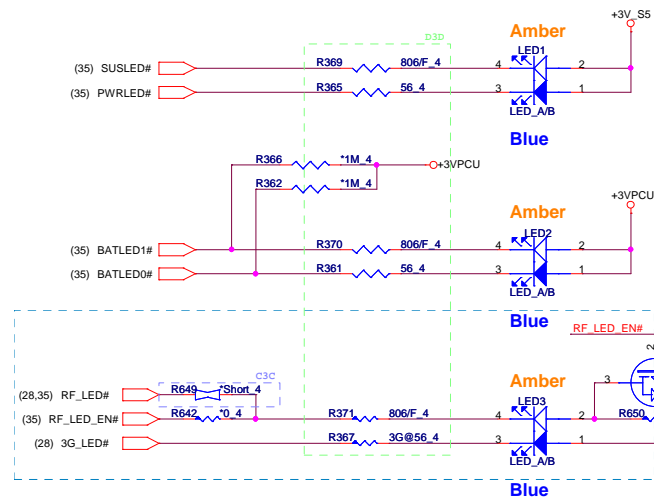 +3V_S5
Amber
D3D
LED1
(35) SUSLED# R369 806/F_4 4 2
(35) PWRLED# R365 56_4 3 1
LED_A/B
Blue
R366 *1M_4
+3VPCU
R362 *1M_4
+3VPCU
Amber
LED2
(35) BATLED1# R370 806/F_4 4 2
(35) BATLED0# R361 56_4 3 1
LED_A/B
Blue
RF_LED_EN#
2
C3C
Amber
3
(28,35) RF_LED# R649 *Short_4
LED3
(35) RF_LED_EN# R642 *0_4 R371 806/F_4 4 2 R650
(28) 3G_LED# R367 3G@56_4 3 1
LED_A/B
Blue